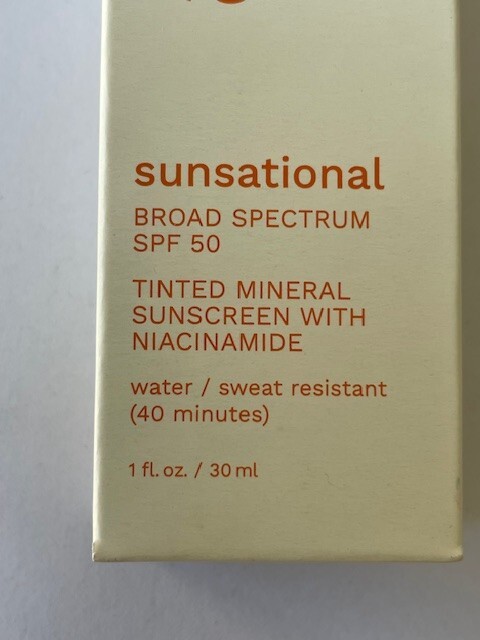 sunsational
BROAD SPECTRUM
SPF 50
TINTED MINERAL
SUNSCREEN WITH
NIACINAMIDE
water / sweat resistant
(40 minutes)
1 fl. oz. / 30 ml